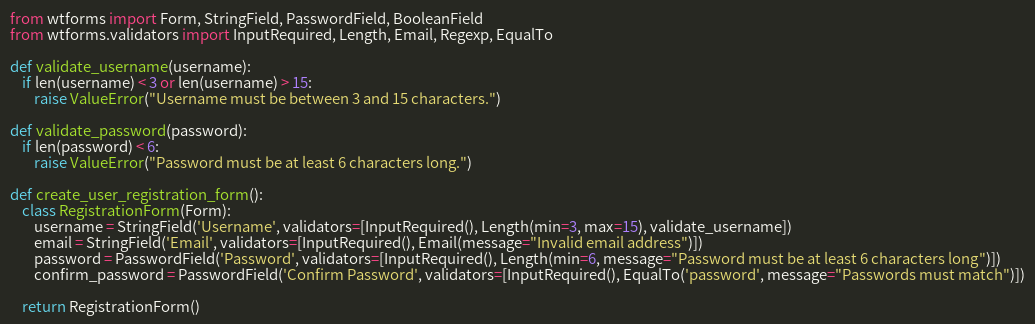 from wtforms import Form, StringField, PasswordField, BooleanField
from wtforms.validators import InputRequired, Length, Email, Regexp, EqualTo

def validate_username(username):
    if len(username) < 3 or len(username) > 15:
        raise ValueError("Username must be between 3 and 15 characters.")

def validate_password(password):
    if len(password) < 6:
        raise ValueError("Password must be at least 6 characters long.")

def create_user_registration_form():
    class RegistrationForm(Form):
        username = StringField('Username', validators=[InputRequired(), Length(min=3, max=15), validate_username])
        email = StringField('Email', validators=[InputRequired(), Email(message="Invalid email address")])
        password = PasswordField('Password', validators=[InputRequired(), Length(min=6, message="Password must be at least 6 characters long")])
        confirm_password = PasswordField('Confirm Password', validators=[InputRequired(), EqualTo('password', message="Passwords must match")])

    return RegistrationForm()